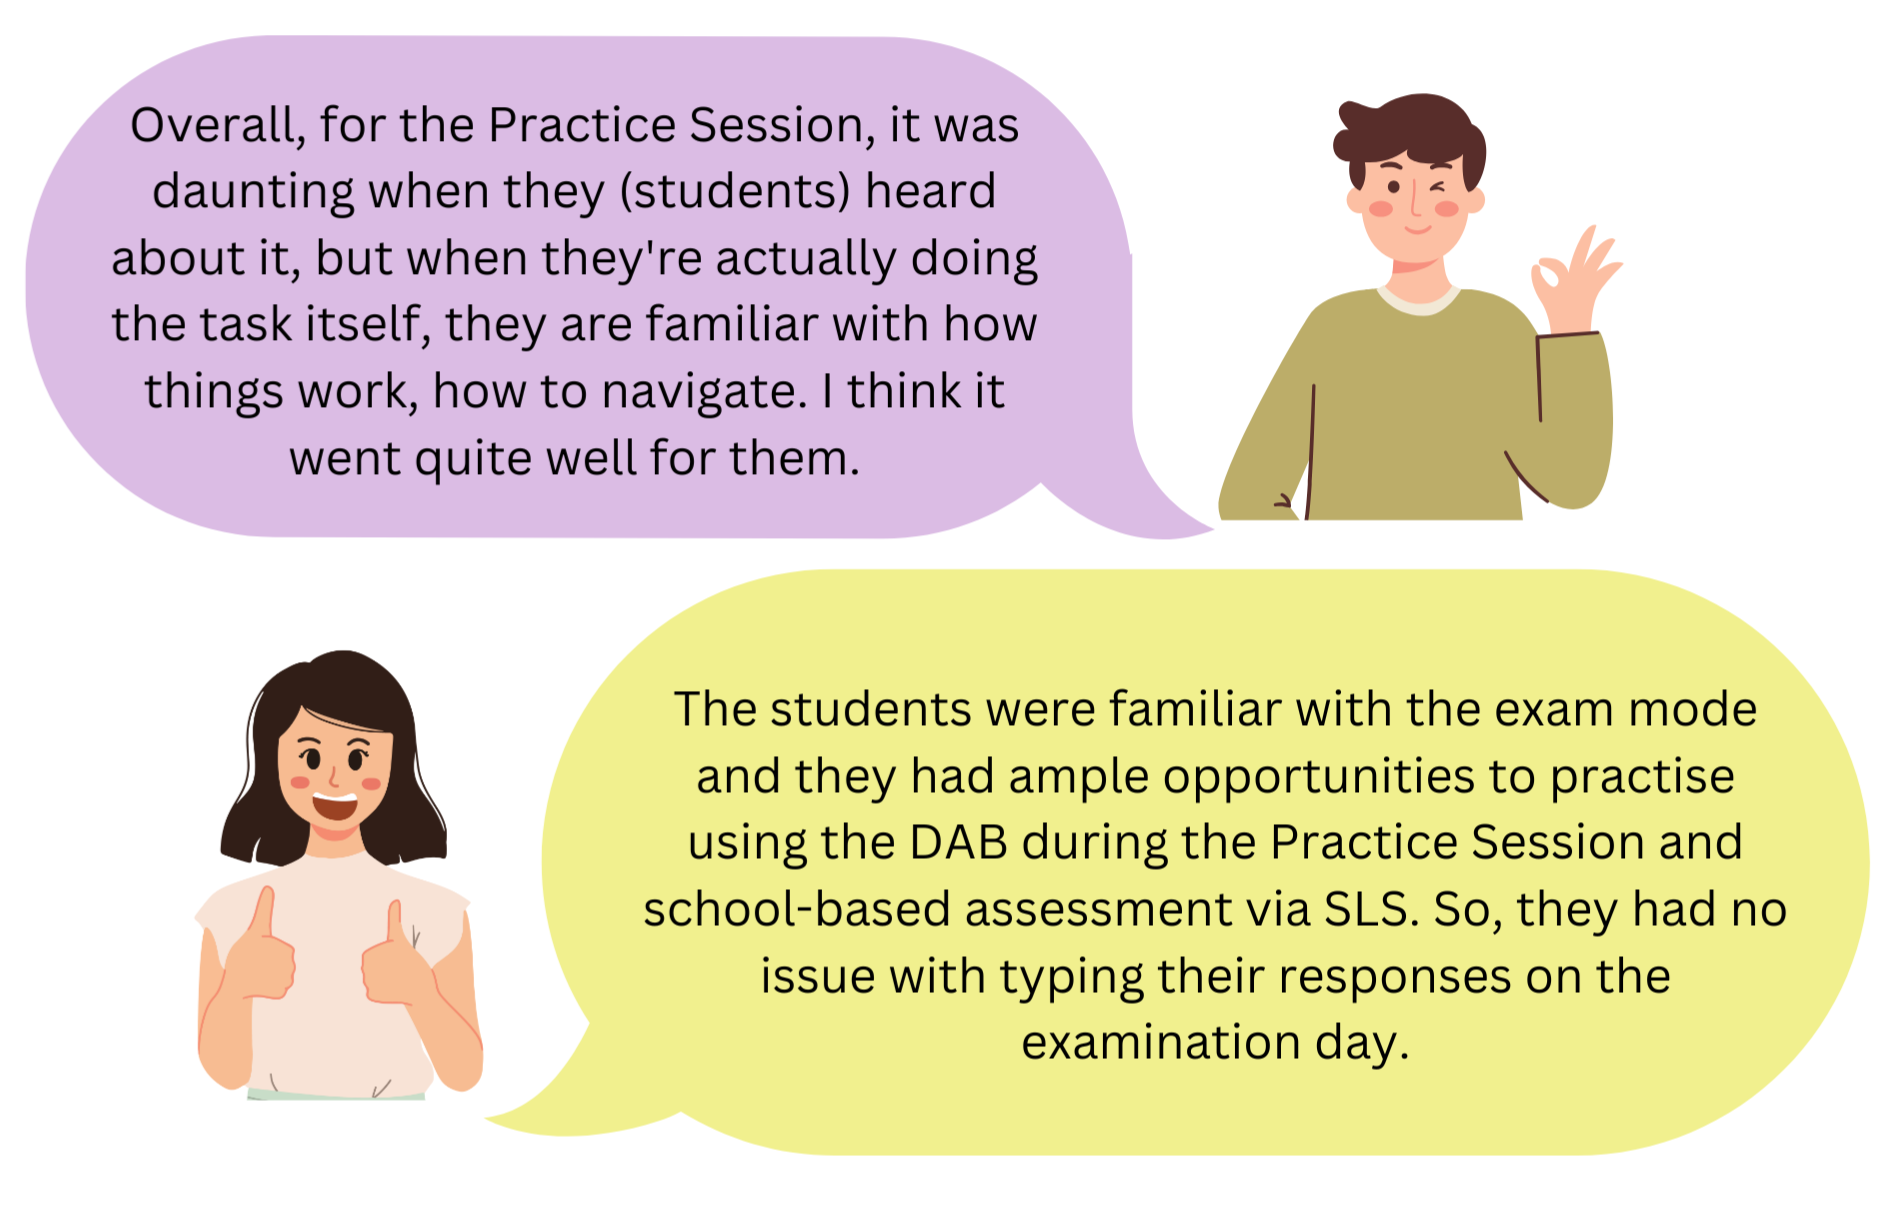 Overall, for the Practice Session, it was
daunting when they (students) heard
about it, but when they're actually doing
the task itself, they are familiar with how
things work, how to navigate. I think it
went quite well for them.
The students were familiar with the exam mode
and they had ample opportunities to practise
using the DAB during the Practice Session and
school-based assessment via SLS. So, they had no
issue with typing their responses on the
examination day.